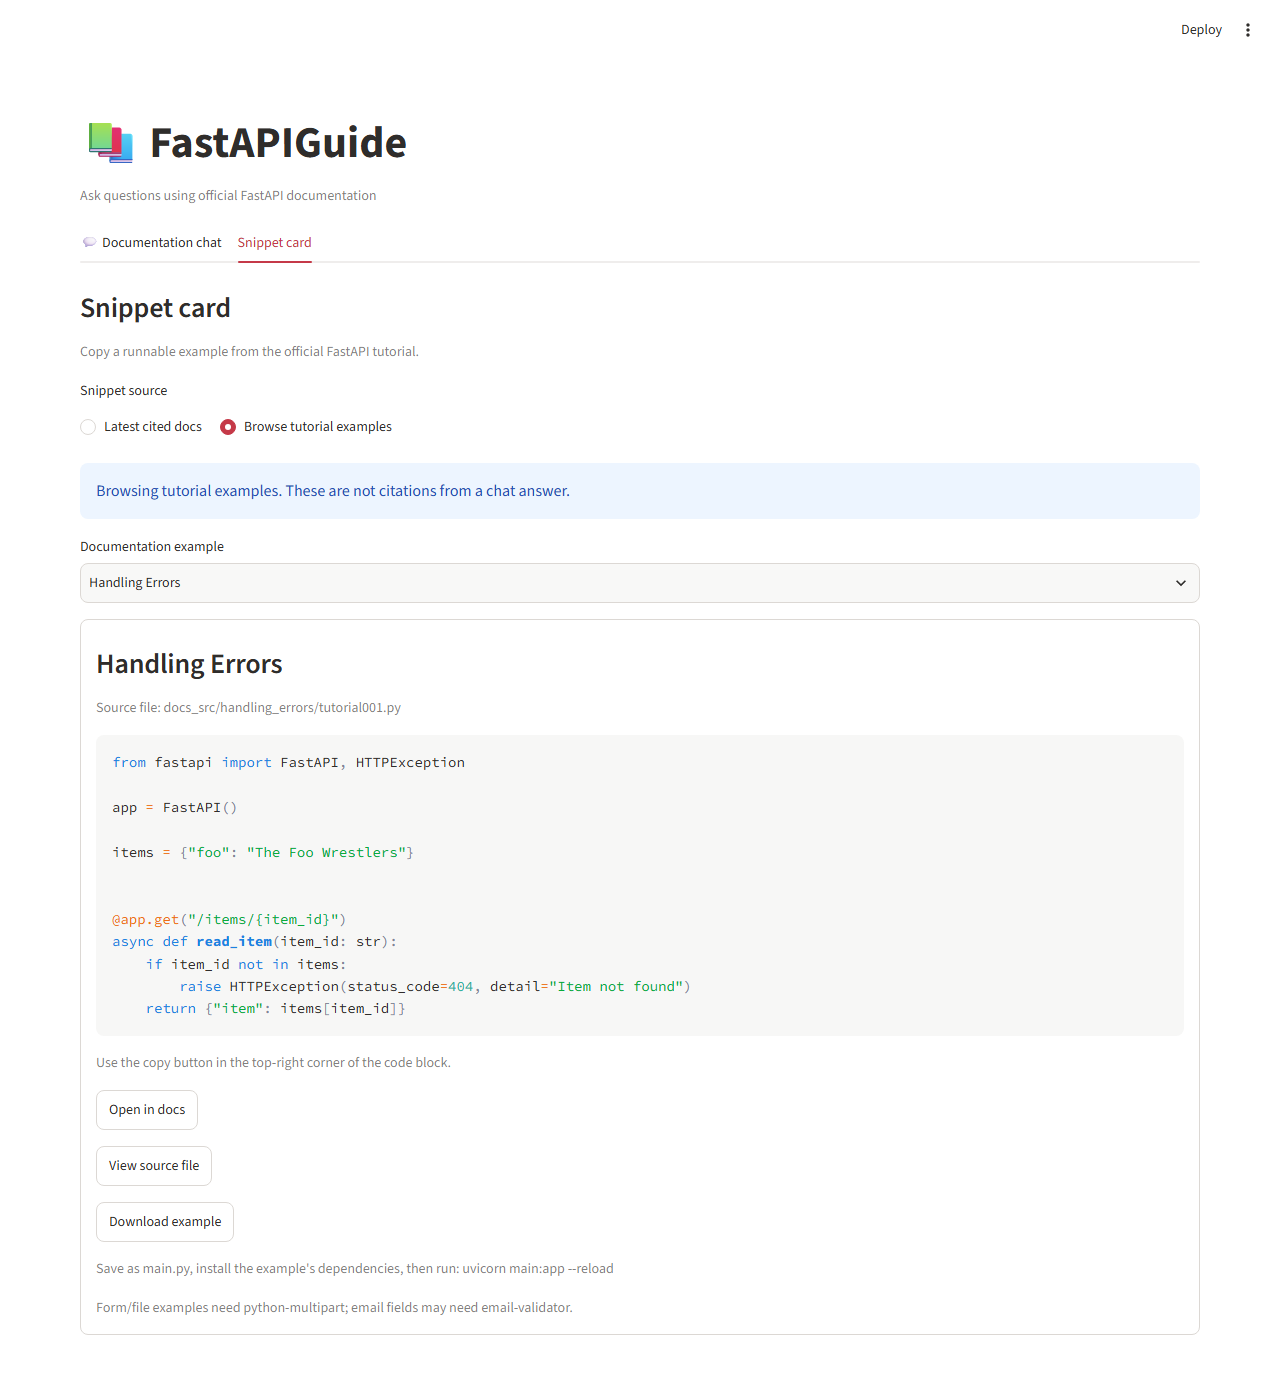 Deploy
FastAPIGuide
Ask questions using official FastAPI documentation
Documentation chat
Snippet card
Snippet card
Copy a runnable example from the official FastAPI tutorial.
Snippet source
Latest cited docs
Browse tutorial examples
Browsing tutorial examples. These are not citations from a chat answer.
Documentation example
Handling Errors
Handling Errors
Source file: docs_src/handling_errors/tutorial001.py
from fastapi import FastAPI, HTTPException
app = FastAPI()
items = {"foo": "The Foo Wrestlers"}
@app.get("/items/{item_id}")
async def read_item(item_id: str):
    if item_id not in items:
        raise HTTPException(status_code=404, detail="Item not found")
    return {"item": items[item_id]}
Use the copy button in the top-right corner of the code block.
Open in docs
View source file
Download example
Save as main.py, install the example's dependencies, then run: uvicorn main:app --reload
Form/file examples need python-multipart; email fields may need email-validator.